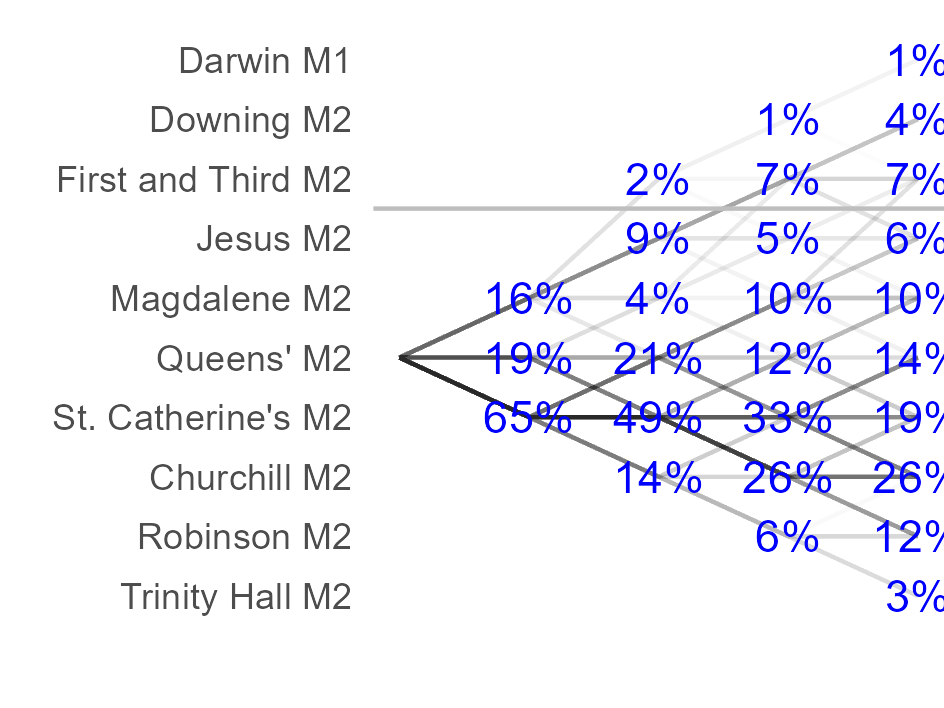 Darwin M1 1%
Downing M2 1% 4%
First and Third M2 2% 7% 7%
Jesus M2 9% 5% 6%
Magdalene M2 16% 4% 10% 10%
Queens' M2 19% 21% 12% 14%
St. Catherine's M2 65% 49% 33% 19%
Churchill M2 14% 26% 26%
Robinson M2 6% 12%
Trinity Hall M2 3%